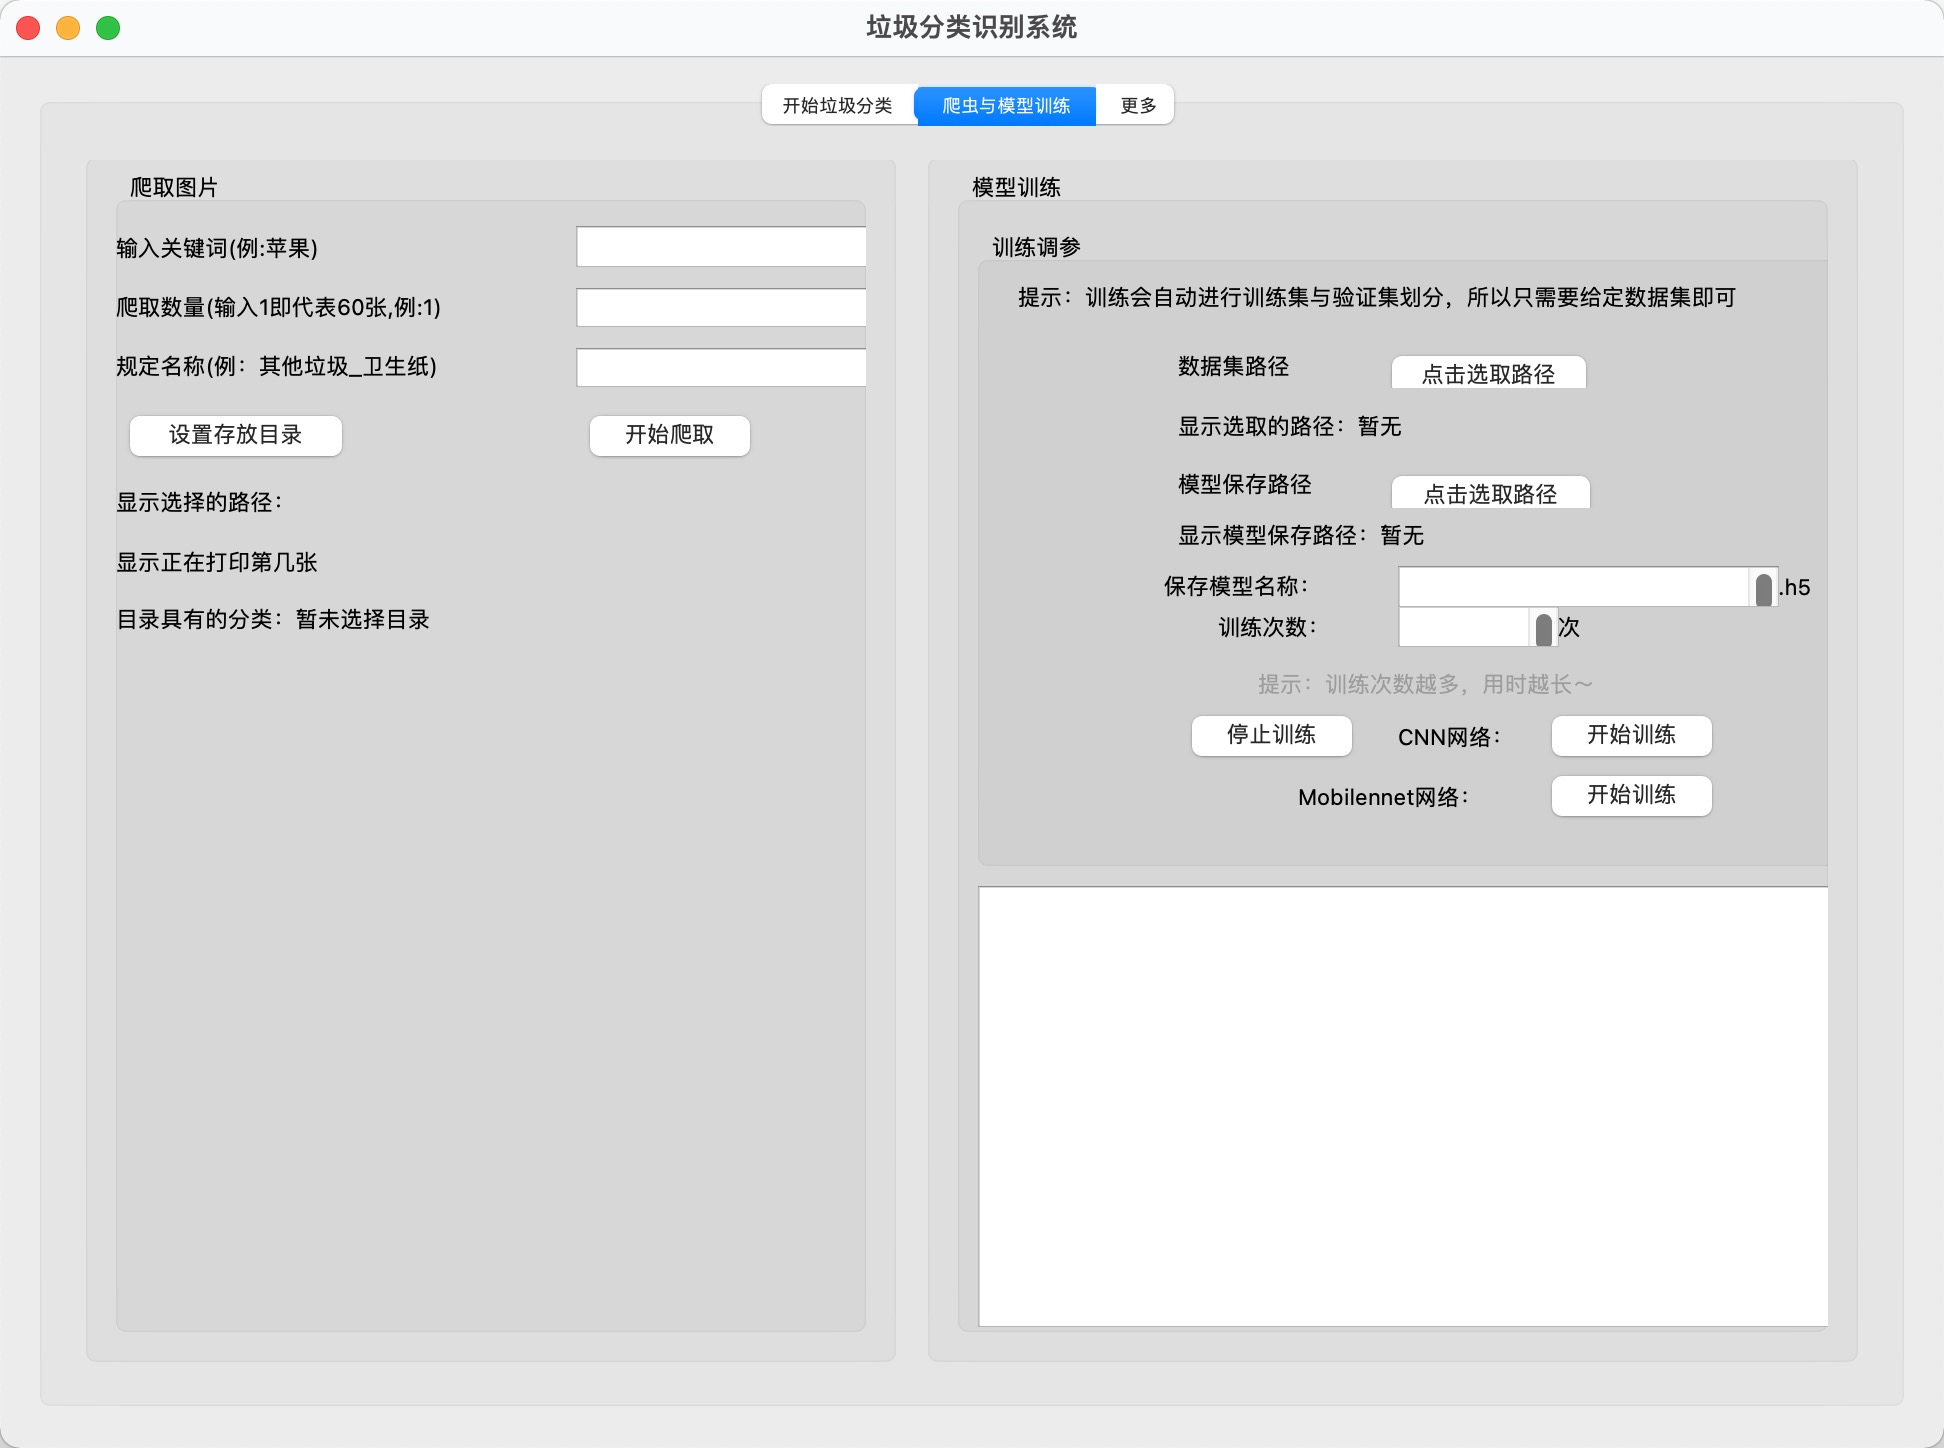 垃圾分类识别系统
开始垃圾分类 爬虫与模型训练 更多
爬取图片
输入关键词(例:苹果)
爬取数量(输入1即代表60张,例:1)
规定名称(例：其他垃圾_卫生纸)
设置存放目录 开始爬取
显示选择的路径：
显示正在打印第几张
目录具有的分类：暂未选择目录
模型训练
训练调参
提示：训练会自动进行训练集与验证集划分，所以只需要给定数据集即可
数据集路径 点击选取路径
显示选取的路径：暂无
模型保存路径 点击选取路径
显示模型保存路径：暂无
保存模型名称： .h5
训练次数： 次
提示：训练次数越多，用时越长～
停止训练 CNN网络： 开始训练
Mobilennet网络： 开始训练